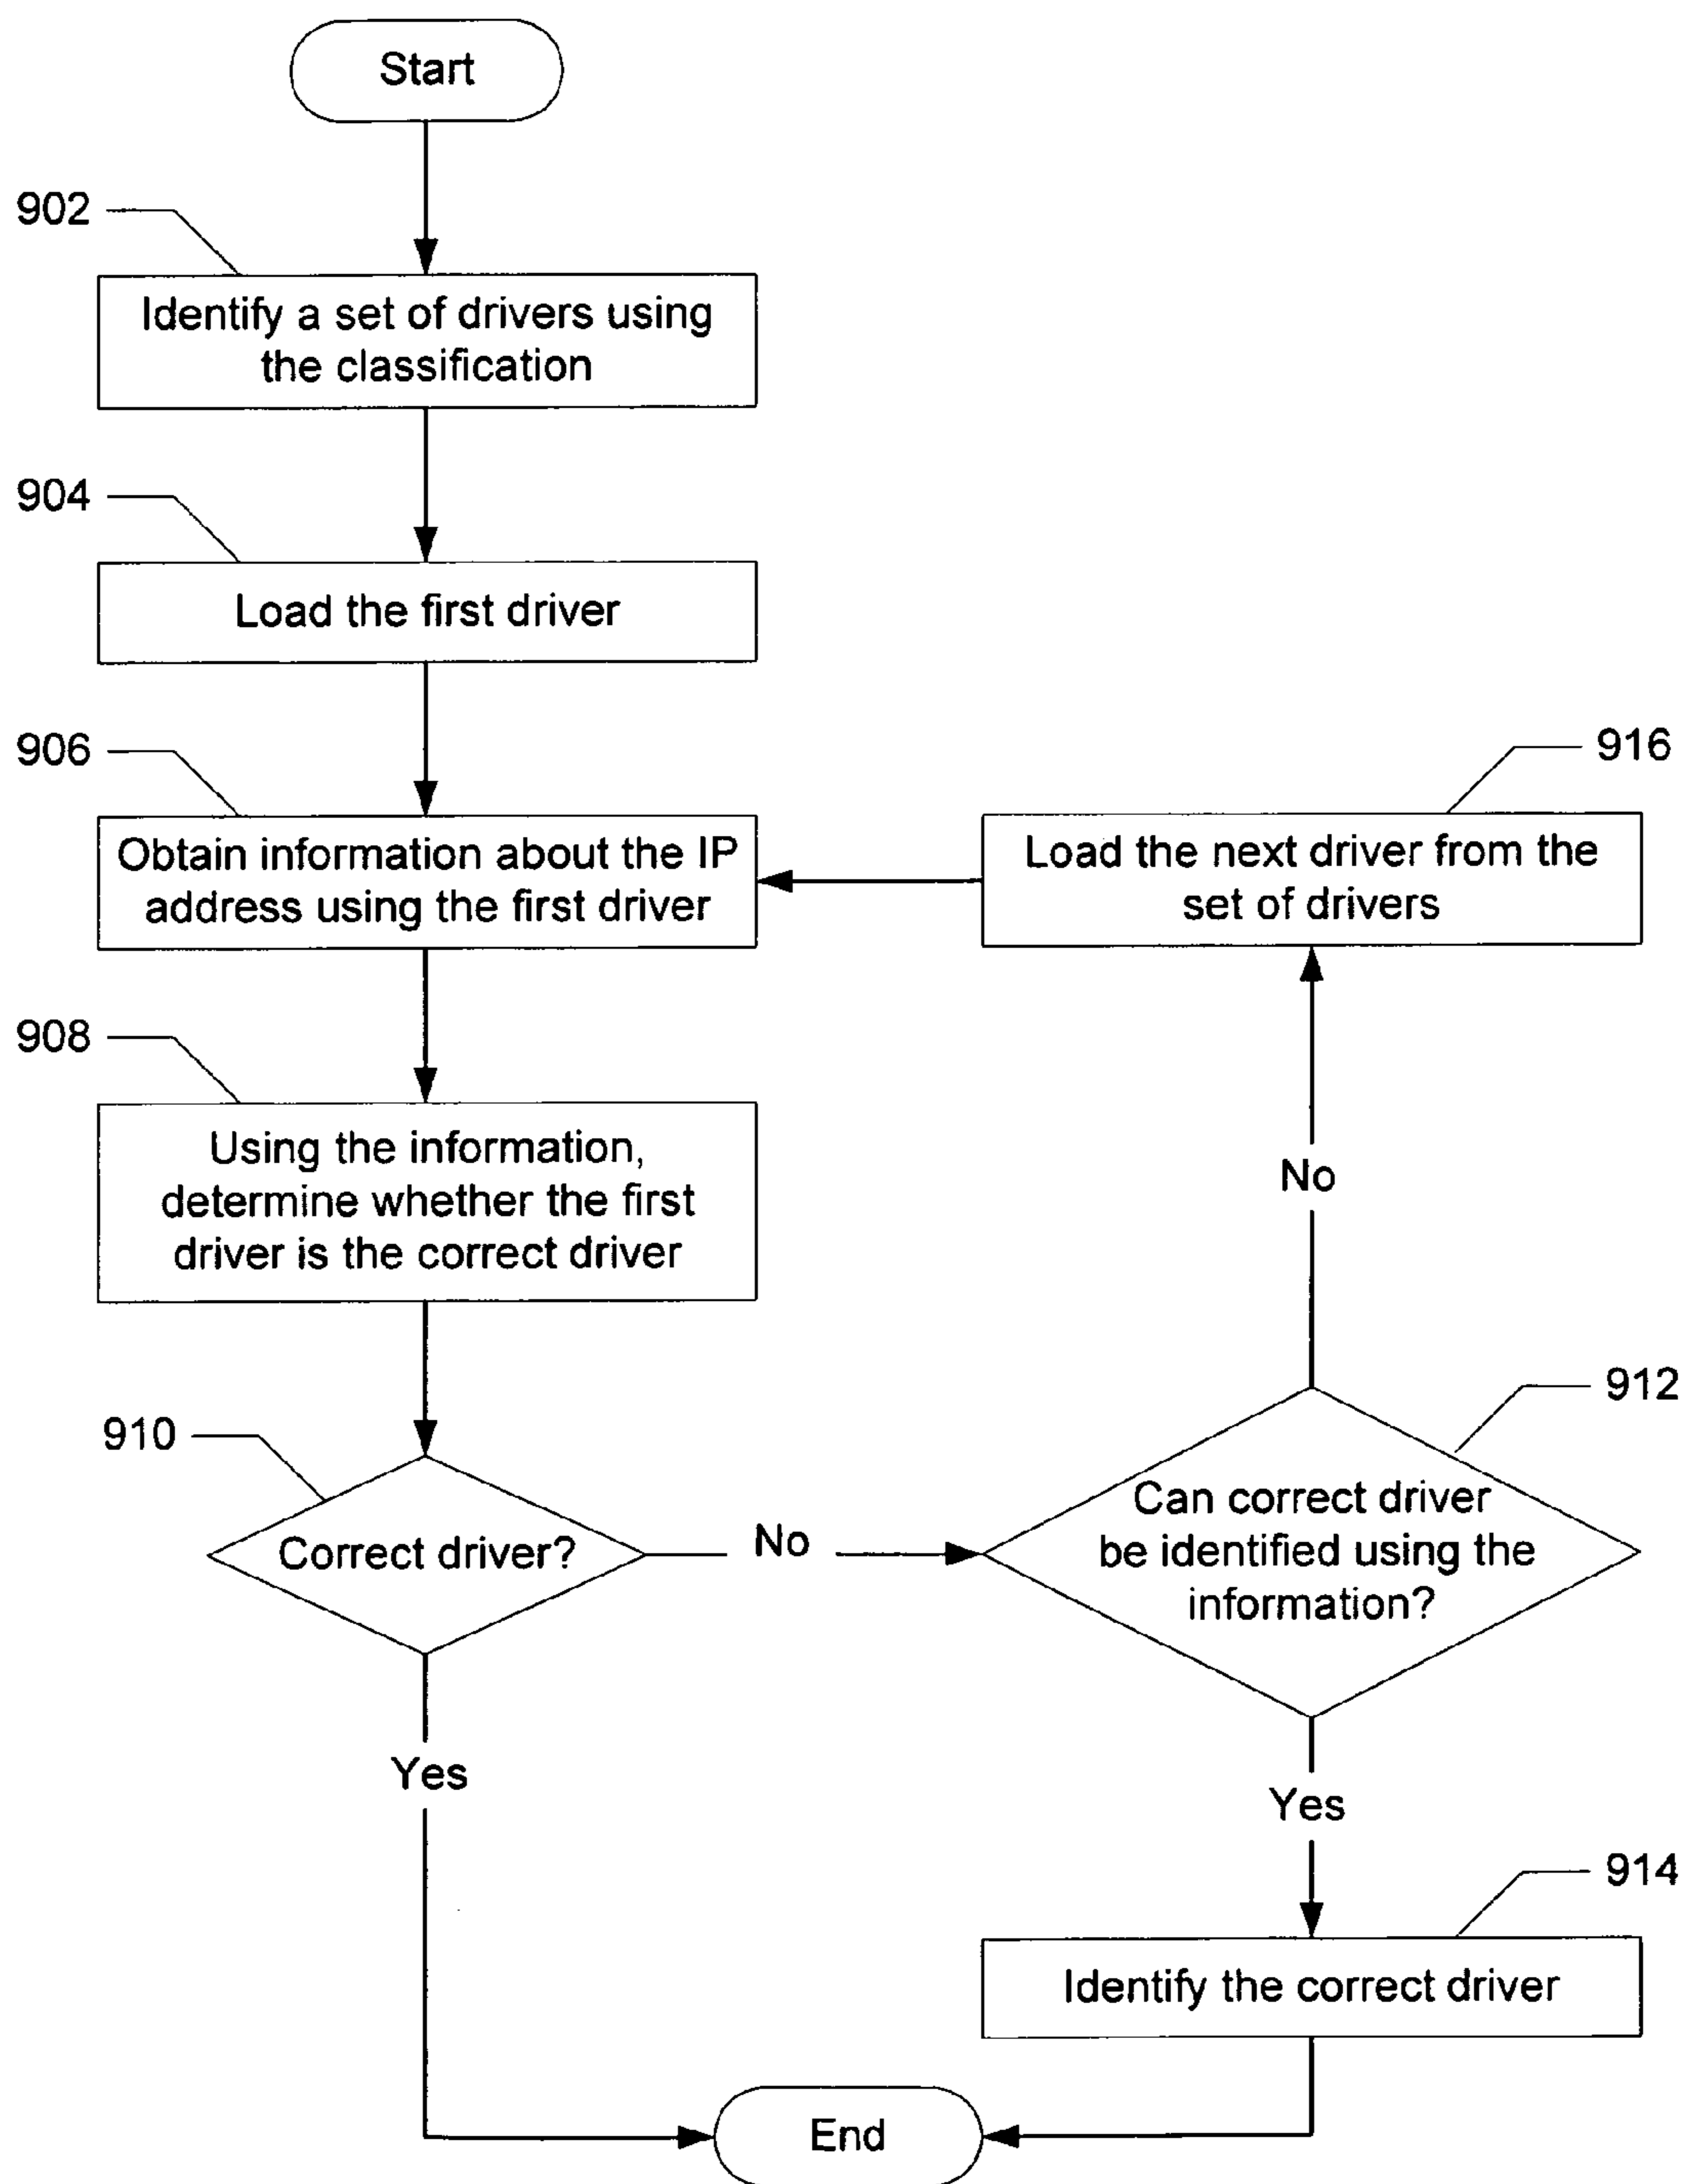 Start
902
Identify a set of drivers using
the classification
904
Load the first driver
906
Obtain information about the IP
address using the first driver
916
Load the next driver from the
set of drivers
908
Using the information,
determine whether the first
driver is the correct driver
No
910
Correct driver?
No
912
Can correct driver
be identified using the
information?
Yes
Yes
914
Identify the correct driver
End